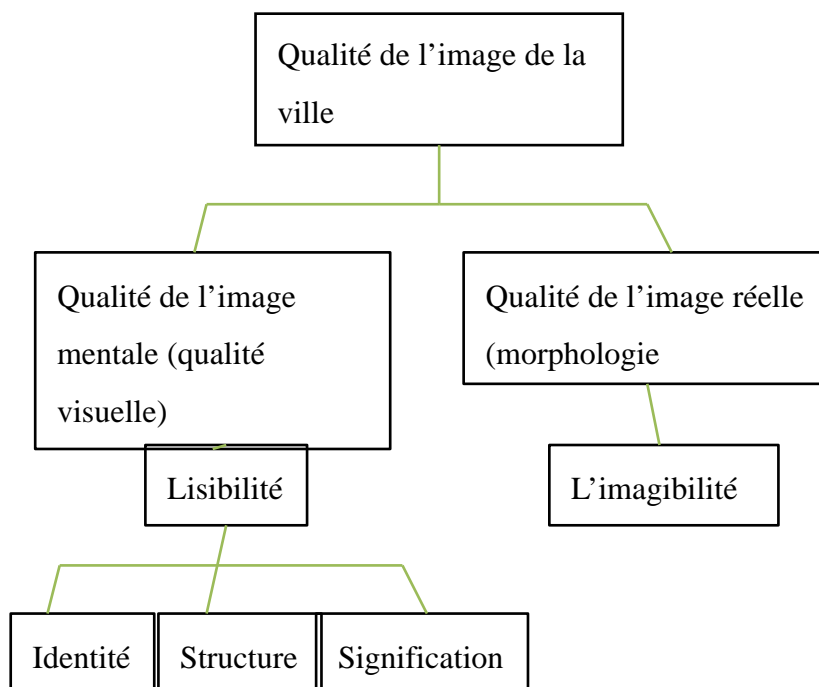 Qualité de l’image de la
ville
Qualité de l’image
mentale (qualité
visuelle)
Qualité de l’image réelle
(morphologie
Lisibilité
L’imagibilité
Identité
Structure
Signification